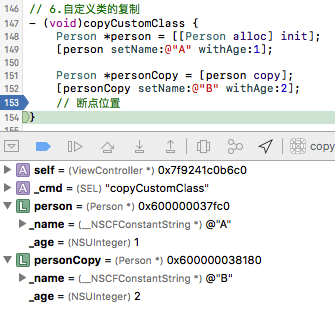 146
147 // 6.自定义类的复制
148 - (void)copyCustomClass {
149 Person *person = [[Person alloc] init];
150 [person setName:@"A" withAge:1];
151 Person *personCopy = [person copy];
152 [personCopy setName:@"B" withAge:2];
153 // 断点位置
154 }
copy
A self = (ViewController *) 0x7f9241c0b6c0
A _cmd = (SEL) "copyCustomClass"
L person = (Person *) 0x600000037fc0
_name = (__NSCFConstantString *) @"A"
_age = (NSUInteger) 1
L personCopy = (Person *) 0x600000038180
_name = (__NSCFConstantString *) @"B"
_age = (NSUInteger) 2